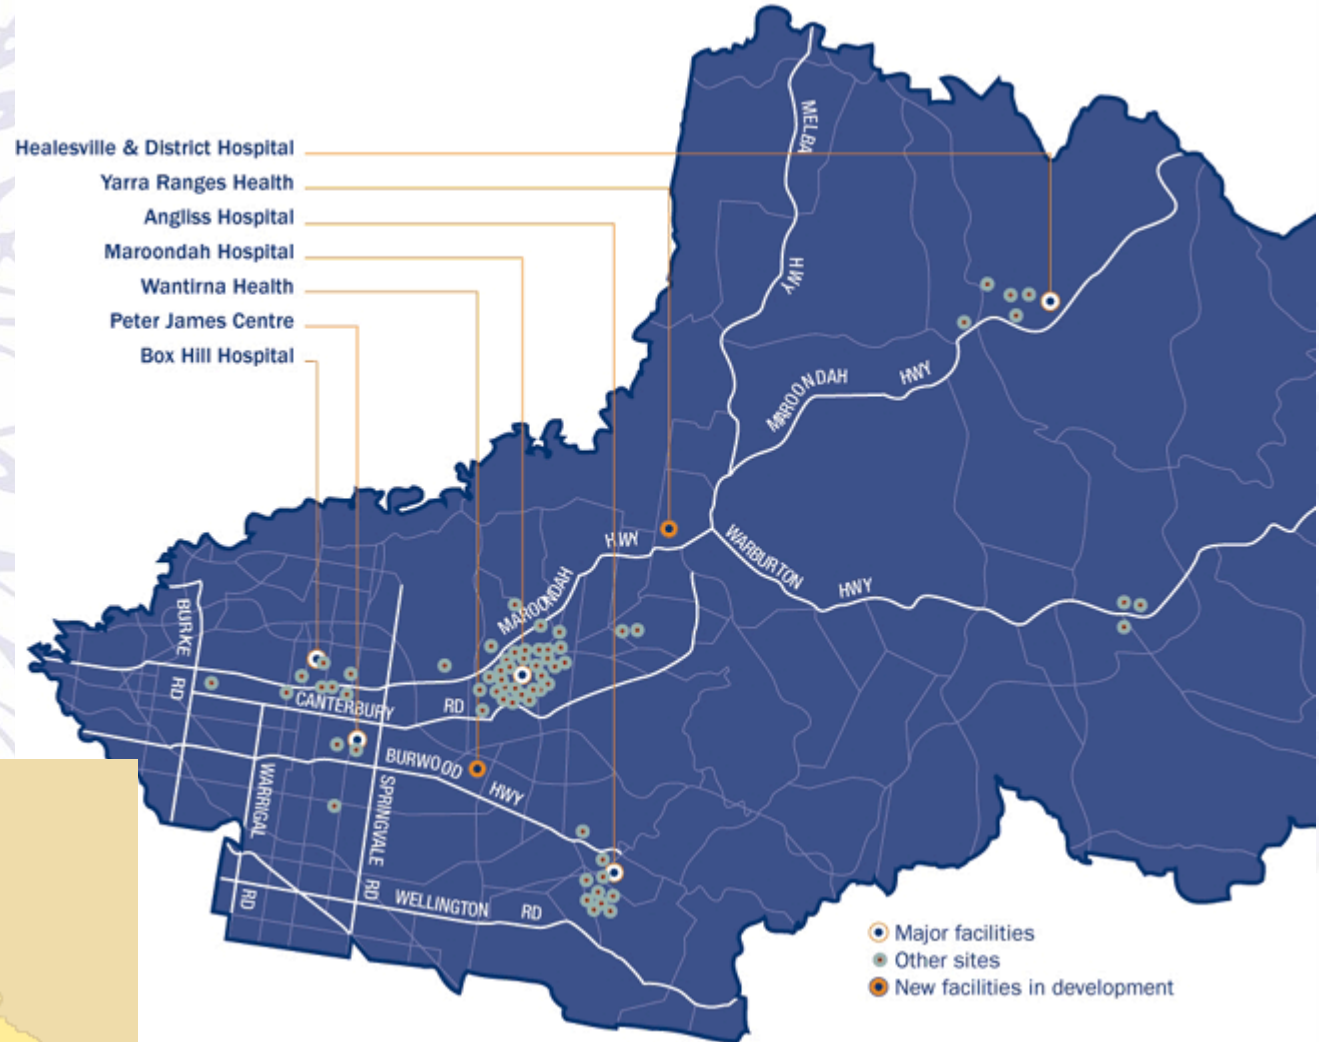 Healesville & District Hospital
Yarra Ranges Health
Angliss Hospital
Maroondah Hospital
Wantirna Health
Peter James Centre
Box Hill Hospital
MELBA
HWY
MAROONDAH HWY
MAROONDAH HWY
WARBURTON HWY
BURKE RD
CANTERBURY RD
BURWOOD HWY
WARRIGAL RD
SPRINGVALE RD
WELLINGTON RD
Major facilities
Other sites
New facilities in development